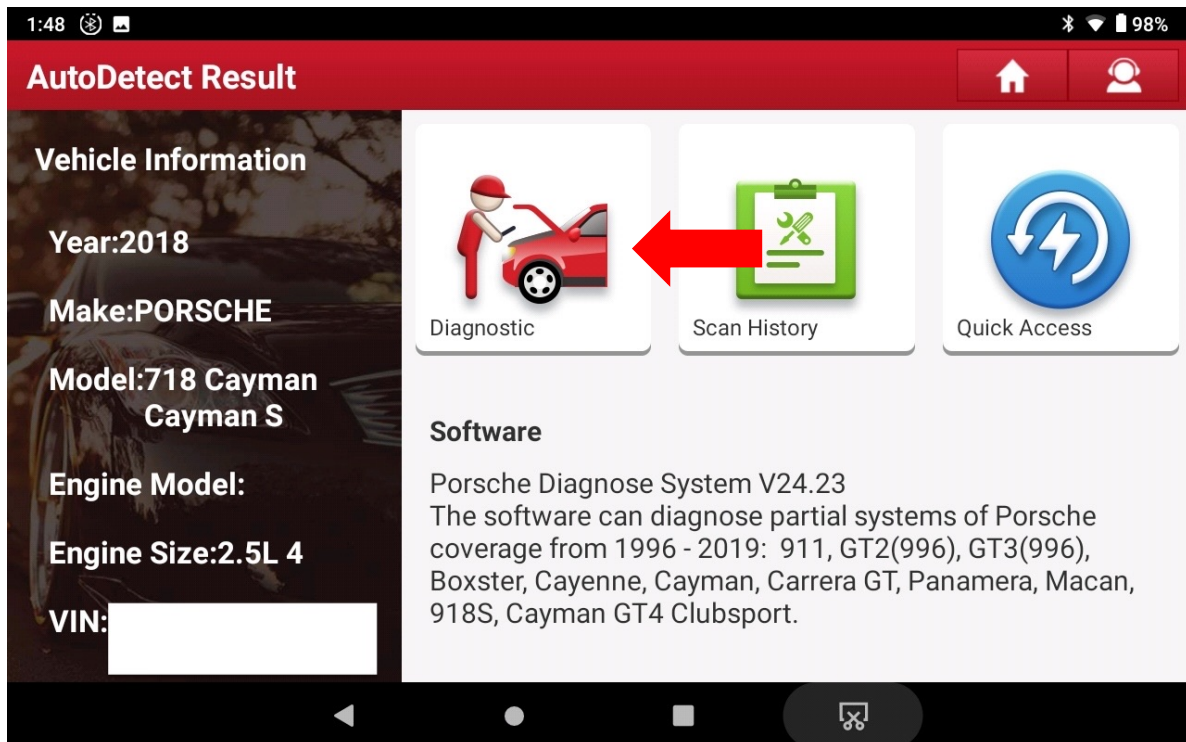 1:48
98%
AutoDetect Result
Vehicle Information
Year:2018
Make:PORSCHE
Model:718 Cayman
Cayman S
Engine Model:
Engine Size:2.5L 4
VIN:
Diagnostic
Scan History
Quick Access
Software
Porsche Diagnose System V24.23
The software can diagnose partial systems of Porsche
coverage from 1996 - 2019:  911, GT2(996), GT3(996),
Boxster, Cayenne, Cayman, Carrera GT, Panamera, Macan,
918S, Cayman GT4 Clubsport.